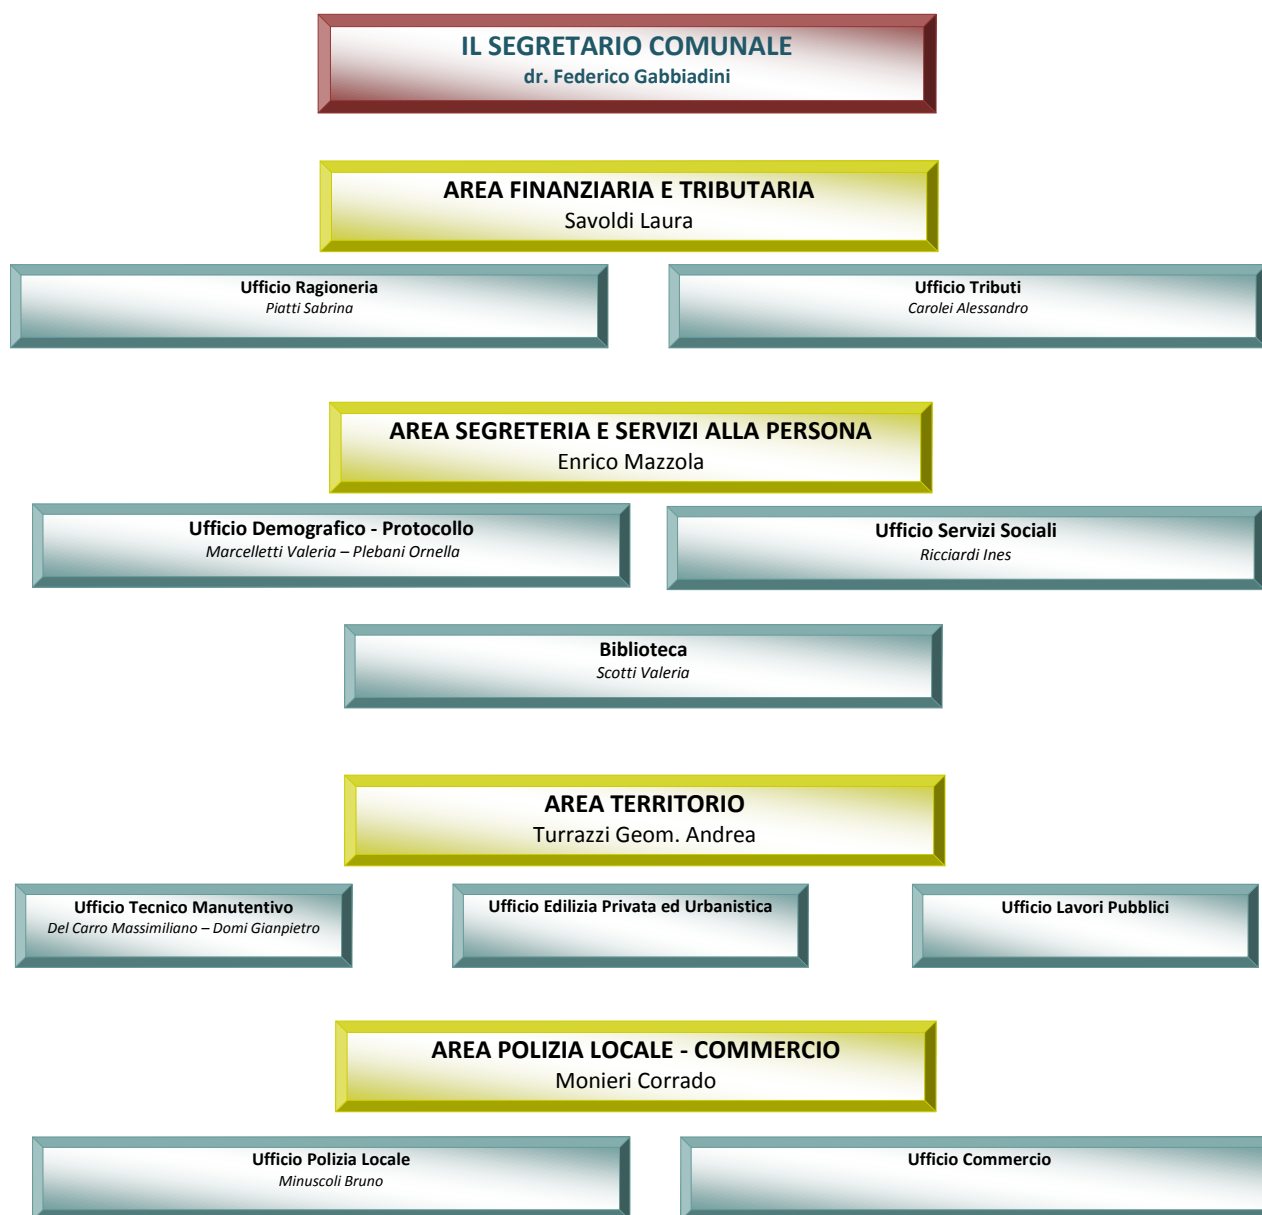 IL SEGRETARIO COMUNALE
dr. Federico Gabbiadini
AREA FINANZIARIA E TRIBUTARIA
Savoldi Laura
Ufficio Ragioneria
Piatti Sabrina
Ufficio Tributi
Carolei Alessandro
AREA SEGRETERIA E SERVIZI ALLA PERSONA
Enrico Mazzola
Ufficio Demografico - Protocollo
Marcelletti Valeria – Plebani Ornella
Ufficio Servizi Sociali
Ricciardi Ines
Biblioteca
Scotti Valeria
AREA TERRITORIO
Turrazzi Geom. Andrea
Ufficio Tecnico Manutentivo
Del Carro Massimiliano – Domi Gianpietro
Ufficio Edilizia Privata ed Urbanistica
Ufficio Lavori Pubblici
AREA POLIZIA LOCALE - COMMERCIO
Monieri Corrado
Ufficio Polizia Locale
Minuscoli Bruno
Ufficio Commercio